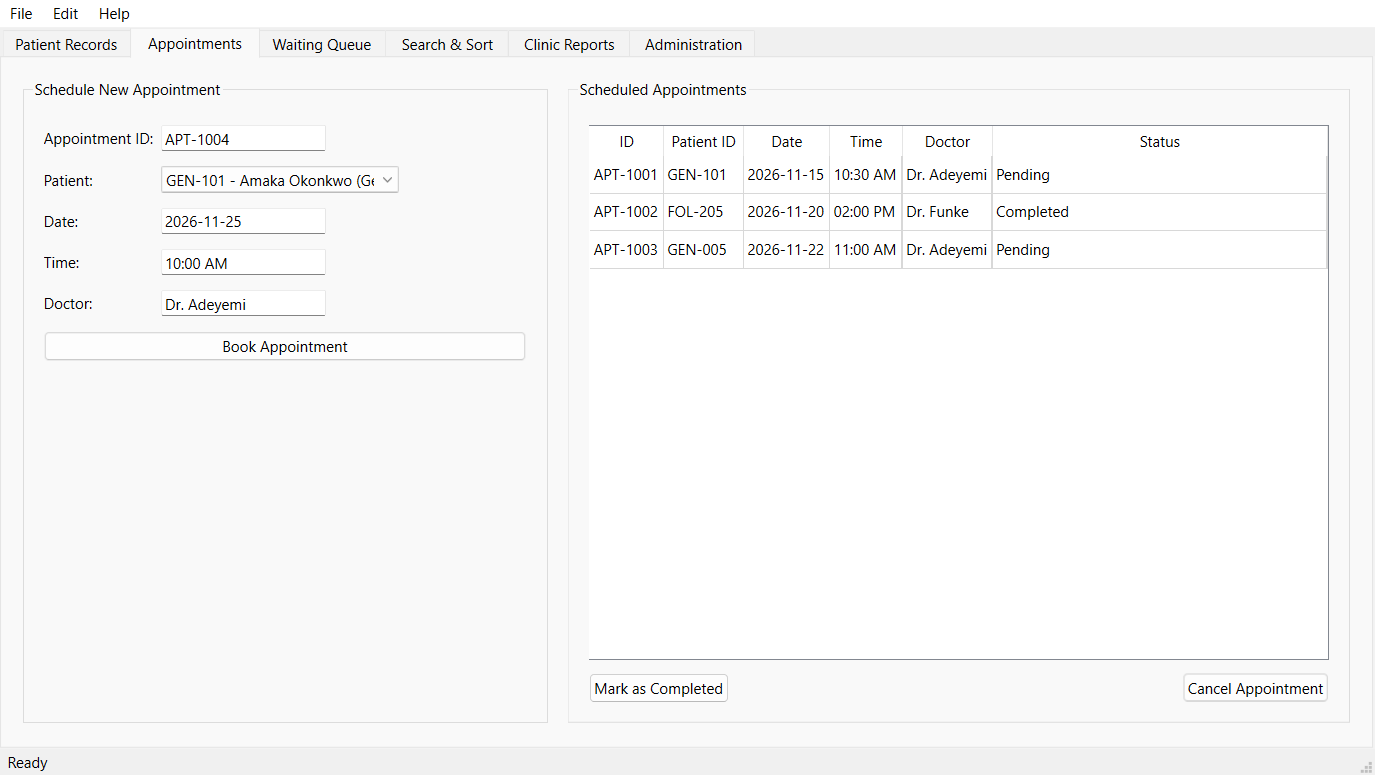 File Edit Help
Patient Records Appointments Waiting Queue Search & Sort Clinic Reports Administration
Schedule New Appointment
Appointment ID: APT-1004
Patient: GEN-101 - Amaka Okonkwo (Ge
Date: 2026-11-25
Time: 10:00 AM
Doctor: Dr. Adeyemi
Book Appointment
Scheduled Appointments
ID Patient ID Date Time Doctor Status
APT-1001 GEN-101 2026-11-15 10:30 AM Dr. Adeyemi Pending
APT-1002 FOL-205 2026-11-20 02:00 PM Dr. Funke Completed
APT-1003 GEN-005 2026-11-22 11:00 AM Dr. Adeyemi Pending
Mark as Completed Cancel Appointment
Ready